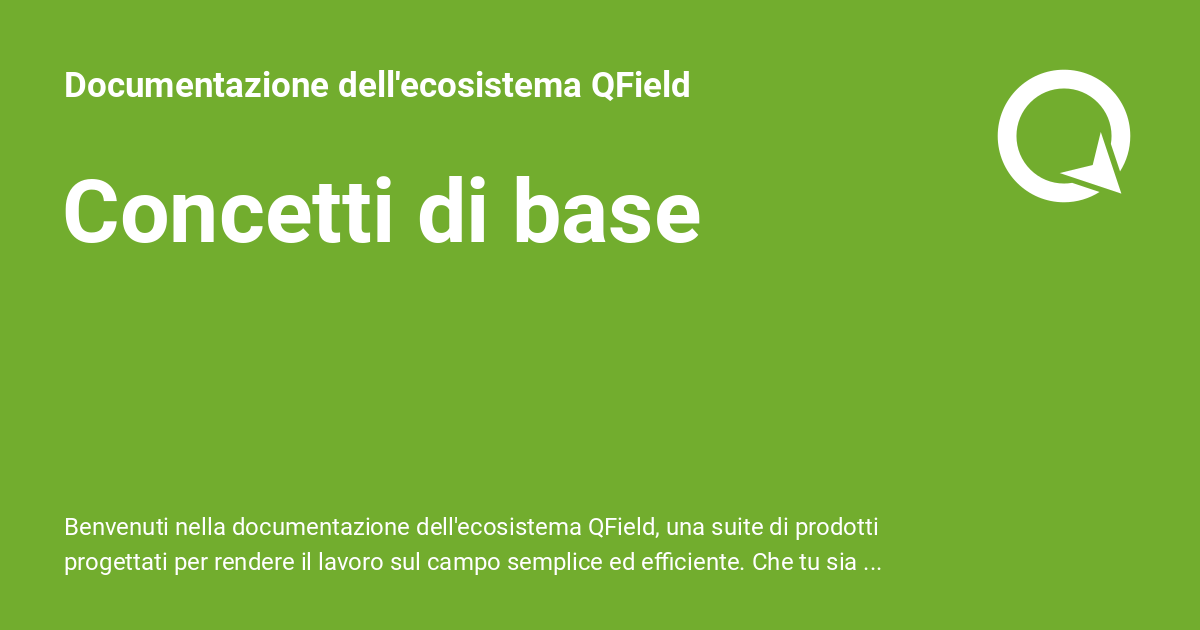 Documentazione dell'ecosistema QField
Concetti di base
Benvenuti nella documentazione dell'ecosistema QField, una suite di prodotti
progettati per rendere il lavoro sul campo semplice ed efficiente. Che tu sia ...